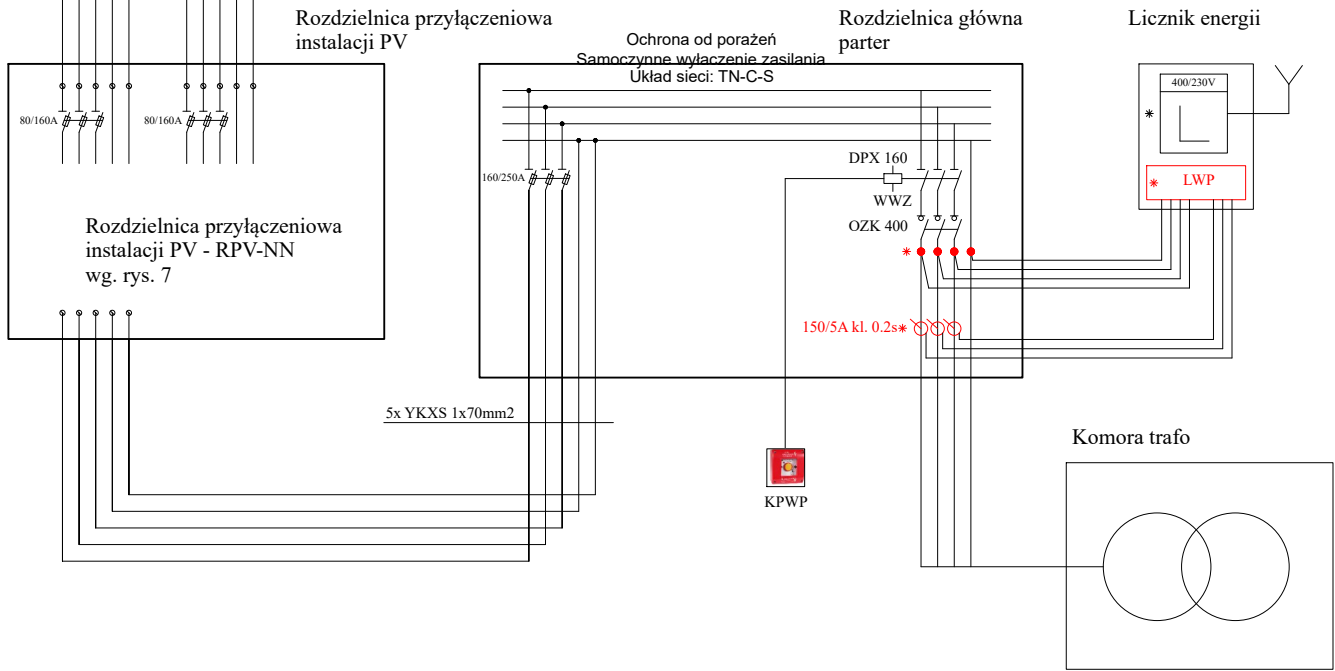 Rozdzielnica przyłączeniowa
instalacji PV
Rozdzielnica główna
parter
Licznik energii
Ochrona od porażeń
Samoczynne wyłaczenie zasilania
Układ sieci: TN-C-S
400/230V
80/160A
80/160A
*
DPX 160
160/250A
WWZ
* LWP
Rozdzielnica przyłączeniowa
instalacji PV - RPV-NN
wg. rys. 7
OZK 400
*
150/5A kl. 0.2s*
5x YKXS 1x70mm2
Komora trafo
KPWP